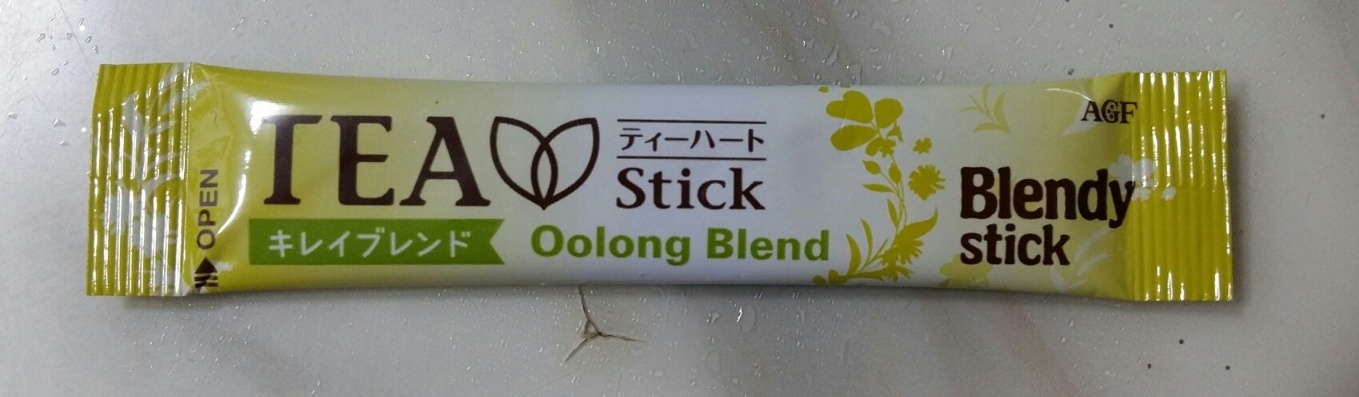 OPEN
TEA
ティーハート
Stick
キレイブレンド
Oolong Blend
AGF
Blendy
stick